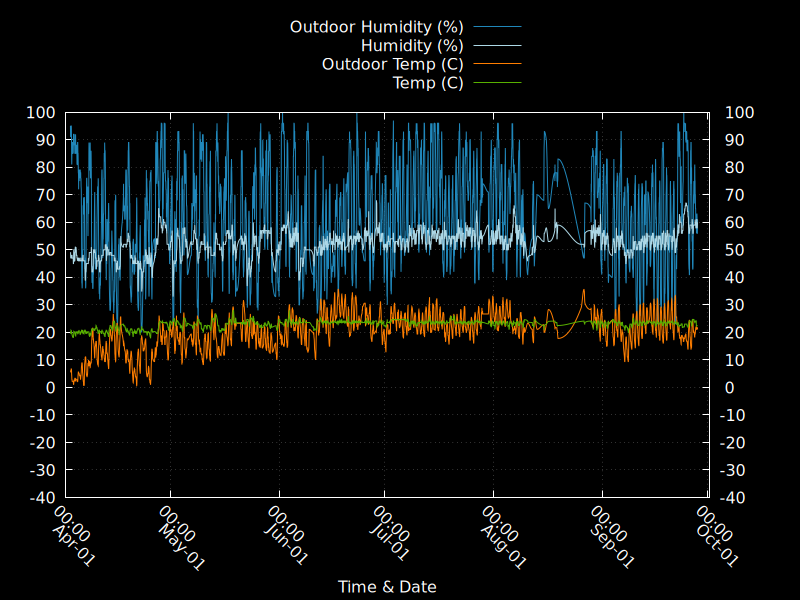 Outdoor Humidity (%)
Humidity (%)
Outdoor Temp (C)
Temp (C)
100 100
90 90
80 80
70 70
60 60
50 50
40 40
30 30
20 20
10 10
0 0
-10 -10
-20 -20
-30 -30
-40 -40
00:00
Apr-01
00:00
May-01
00:00
Jun-01
00:00
Jul-01
00:00
Aug-01
00:00
Sep-01
00:00
Oct-01
Time & Date